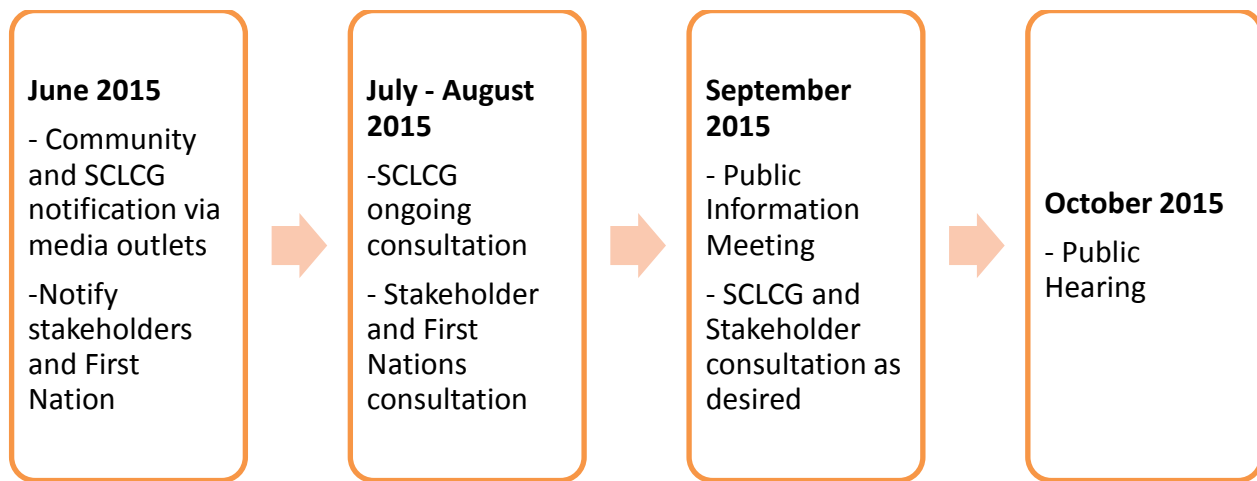 June 2015
- Community
and SCLCG
notification via
media outlets
-Notify
stakeholders
and First
Nation
July - August
2015
-SCLCG
ongoing
consultation
- Stakeholder
and First
Nations
consultation
September
2015
- Public
Information
Meeting
- SCLCG and
Stakeholder
consultation as
desired
October 2015
- Public
Hearing